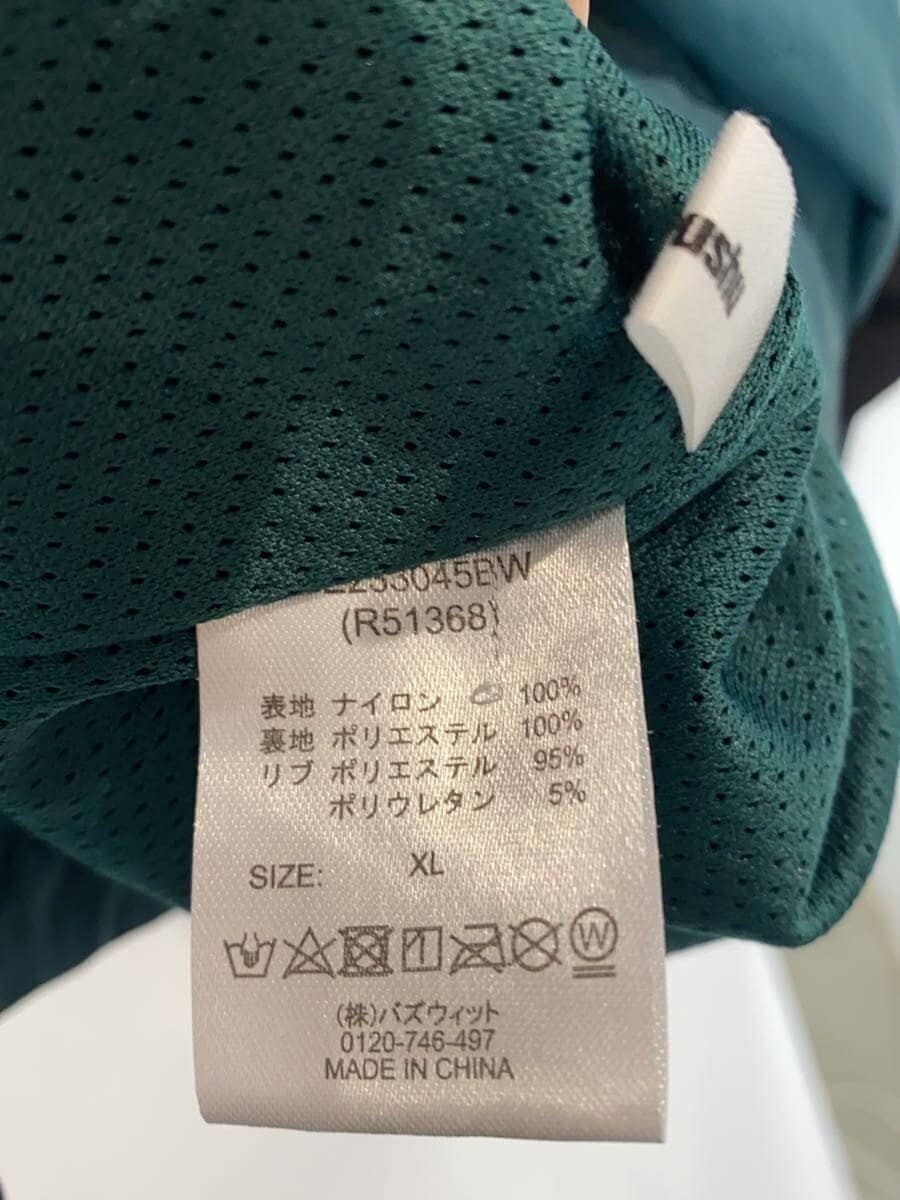 (R51368)
表地 ナイロン 100%
裏地 ポリエステル 100%
リブ ポリエステル 95%
ポリウレタン 5%
SIZE: XL
W
(株)バズウィット
0120-746-497
MADE IN CHINA